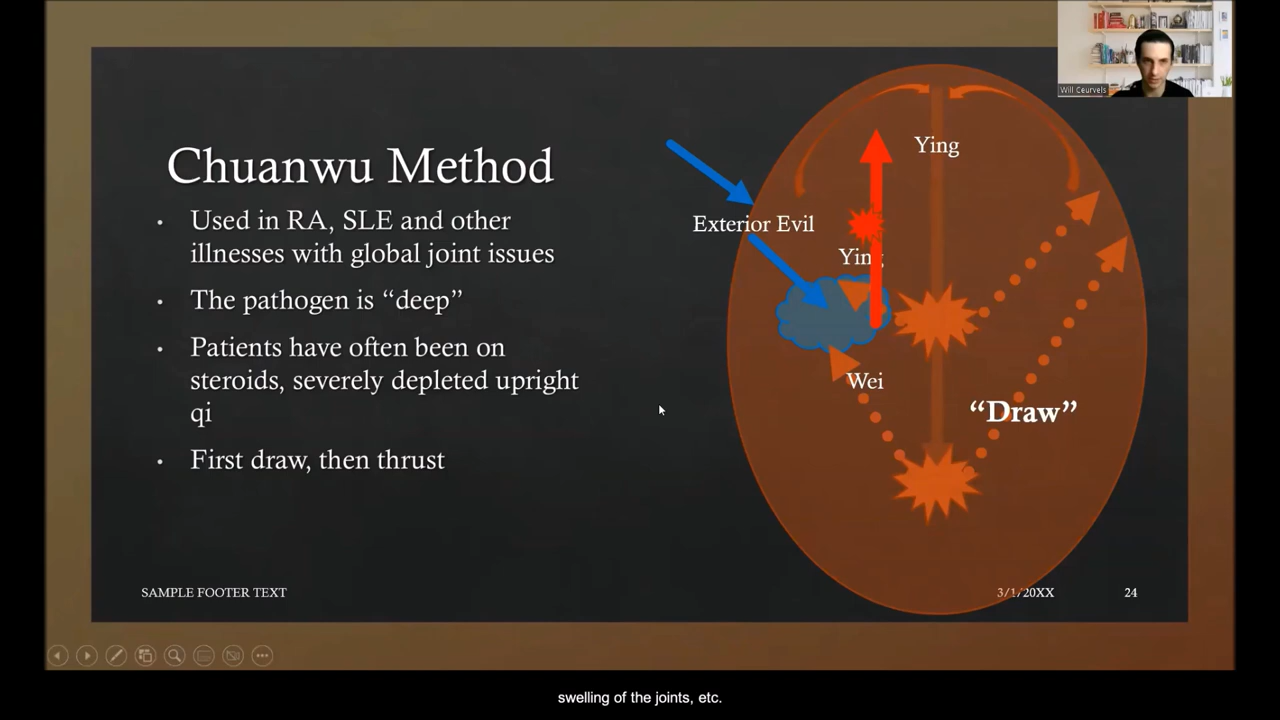 Will Ceurvels
Chuanwu Method
• Used in RA, SLE and other
illnesses with global joint issues
• The pathogen is “deep”
• Patients have often been on
steroids, severely depleted upright
qi
• First draw, then thrust
Ying
Exterior Evil
Ying
Wei
“Draw”
SAMPLE FOOTER TEXT
3/1/20XX
24
swelling of the joints, etc.